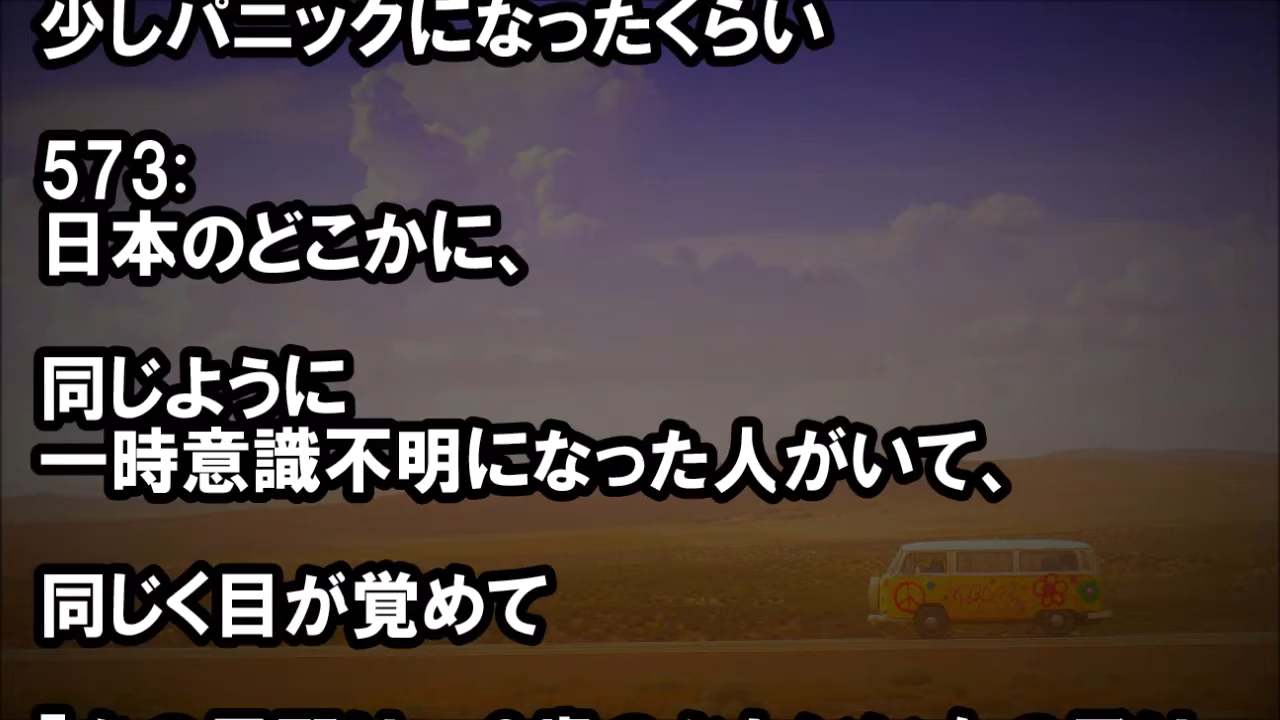 少しパニックになったくらい
573:
日本のどこかに、
同じように
一時意識不明になった人がいて、
同じく目が覚めて